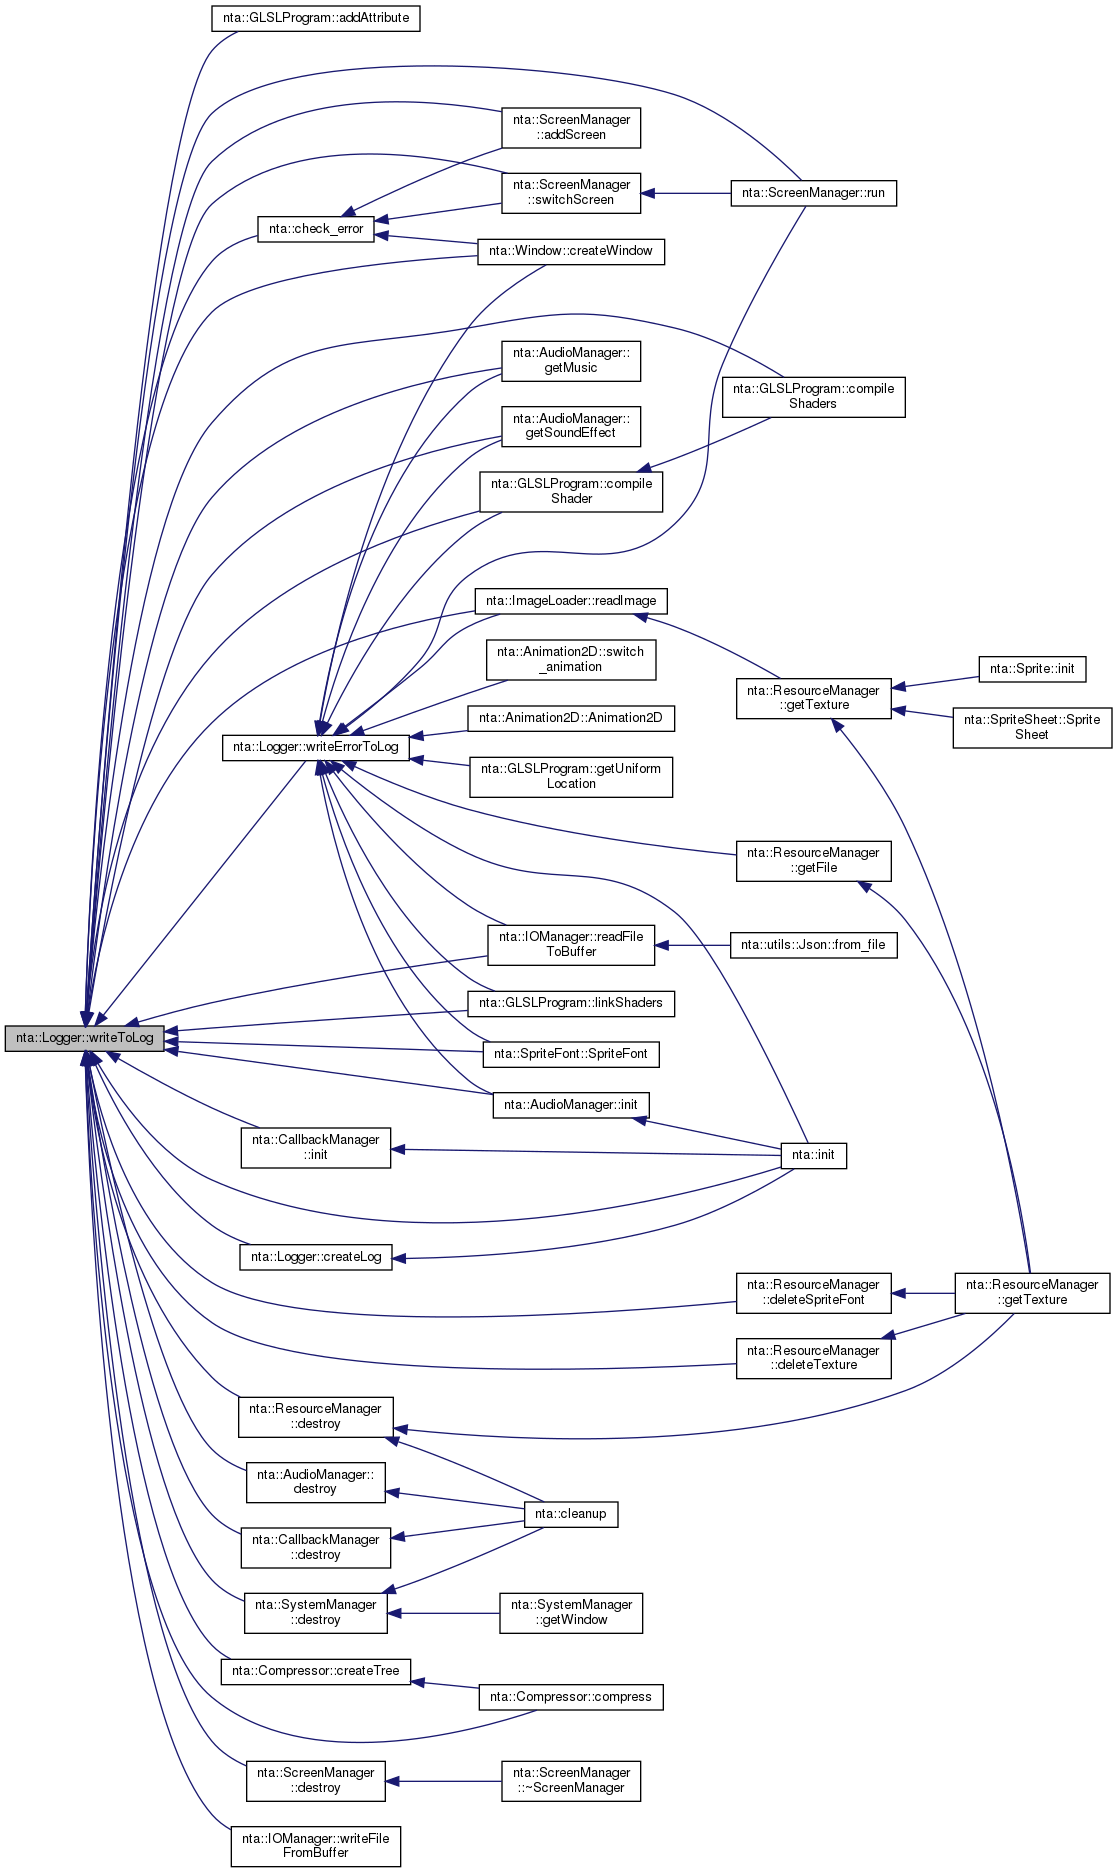 nta::GLSLProgram::addAttribute
nta::ScreenManager
::addScreen
nta::ScreenManager
::switchScreen
nta::ScreenManager::run
nta::check_error
nta::Window::createWindow
nta::AudioManager::
getMusic
nta::GLSLProgram::compile
Shaders
nta::AudioManager::
getSoundEffect
nta::GLSLProgram::compile
Shader
nta::ImageLoader::readImage
nta::Animation2D::switch
_animation
nta::Sprite::init
nta::ResourceManager
::getTexture
nta::SpriteSheet::Sprite
Sheet
nta::Animation2D::Animation2D
nta::Logger::writeErrorToLog
nta::GLSLProgram::getUniform
Location
nta::ResourceManager
::getFile
nta::IOManager::readFile
ToBuffer
nta::utils::Json::from_file
nta::GLSLProgram::linkShaders
nta::Logger::writeToLog
nta::SpriteFont::SpriteFont
nta::AudioManager::init
nta::CallbackManager
::init
nta::init
nta::Logger::createLog
nta::ResourceManager
::deleteSpriteFont
nta::ResourceManager
::getTexture
nta::ResourceManager
::deleteTexture
nta::ResourceManager
::destroy
nta::AudioManager::
destroy
nta::cleanup
nta::CallbackManager
::destroy
nta::SystemManager
::destroy
nta::SystemManager
::getWindow
nta::Compressor::createTree
nta::Compressor::compress
nta::ScreenManager
::destroy
nta::ScreenManager
::~ScreenManager
nta::IOManager::writeFile
FromBuffer